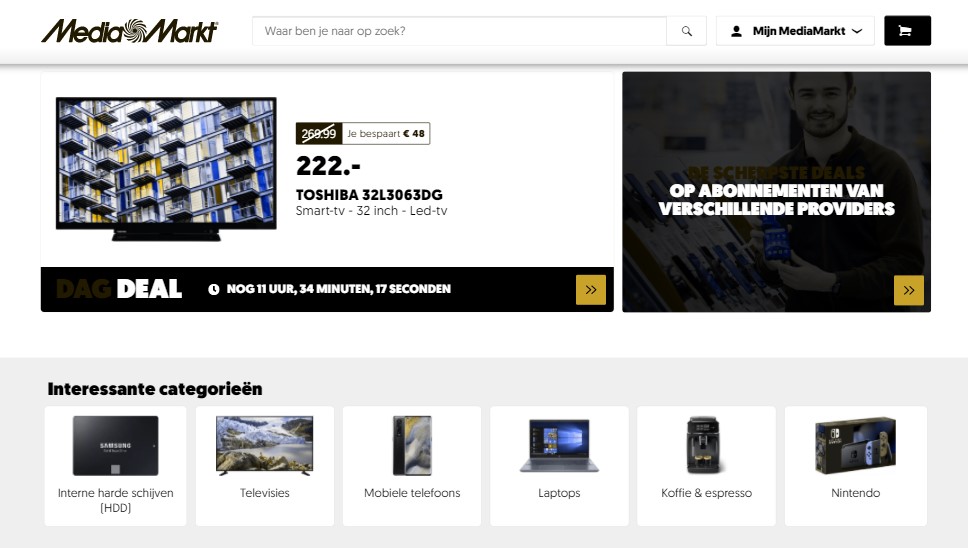 MediaMarkt
Waar ben je naar op zoek?
Mijn MediaMarkt
269.99 Je bespaart € 48
222.-
TOSHIBA 32L3063DG
Smart-tv - 32 inch - Led-tv
DAG DEAL
NOG 11 UUR, 34 MINUTEN, 17 SECONDEN
DE SCHERPSTE DEALS
OP ABONNEMENTEN VAN
VERSCHILLENDE PROVIDERS
Interessante categorieën
SAMSUNG
Interne harde schijven
(HDD)
Televisies
Mobiele telefoons
Laptops
Koffie & espresso
Nintendo